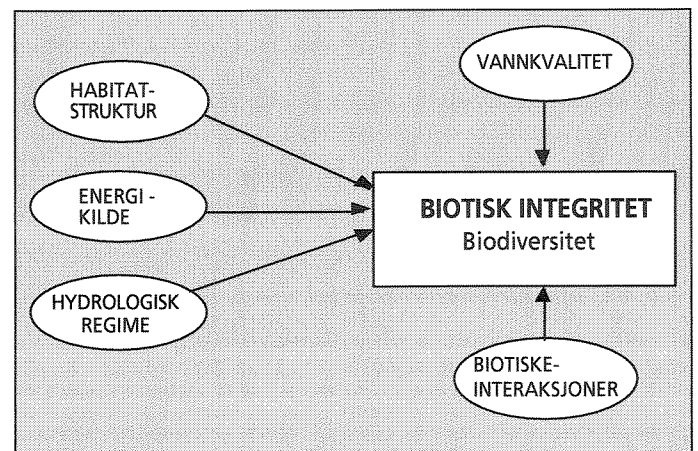 HABITAT-
STRUKTUR
ENERGI -
KILDE
HYDROLOGISK
REGIME
VANNKVALITET
BIOTISK INTEGRITET
Biodiversitet
BIOTISKE-
INTERAKSJONER